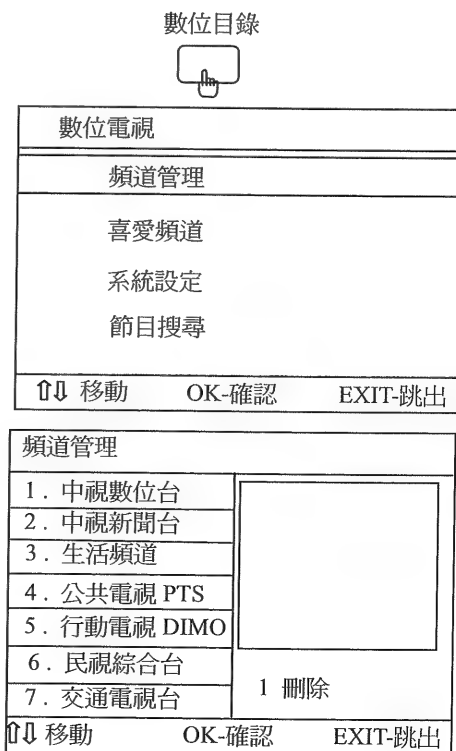 數位目錄
數位電視
頻道管理
喜愛頻道
系統設定
節目搜尋
⇧⇩ 移動 OK-確認 EXIT-跳出
頻道管理
1. 中視數位台
2. 中視新聞台
3. 生活頻道
4. 公共電視 PTS
5. 行動電視 DIMO
6. 民視綜合台
7. 交通電視台
1 刪除
⇧⇩ 移動 OK-確認 EXIT-跳出